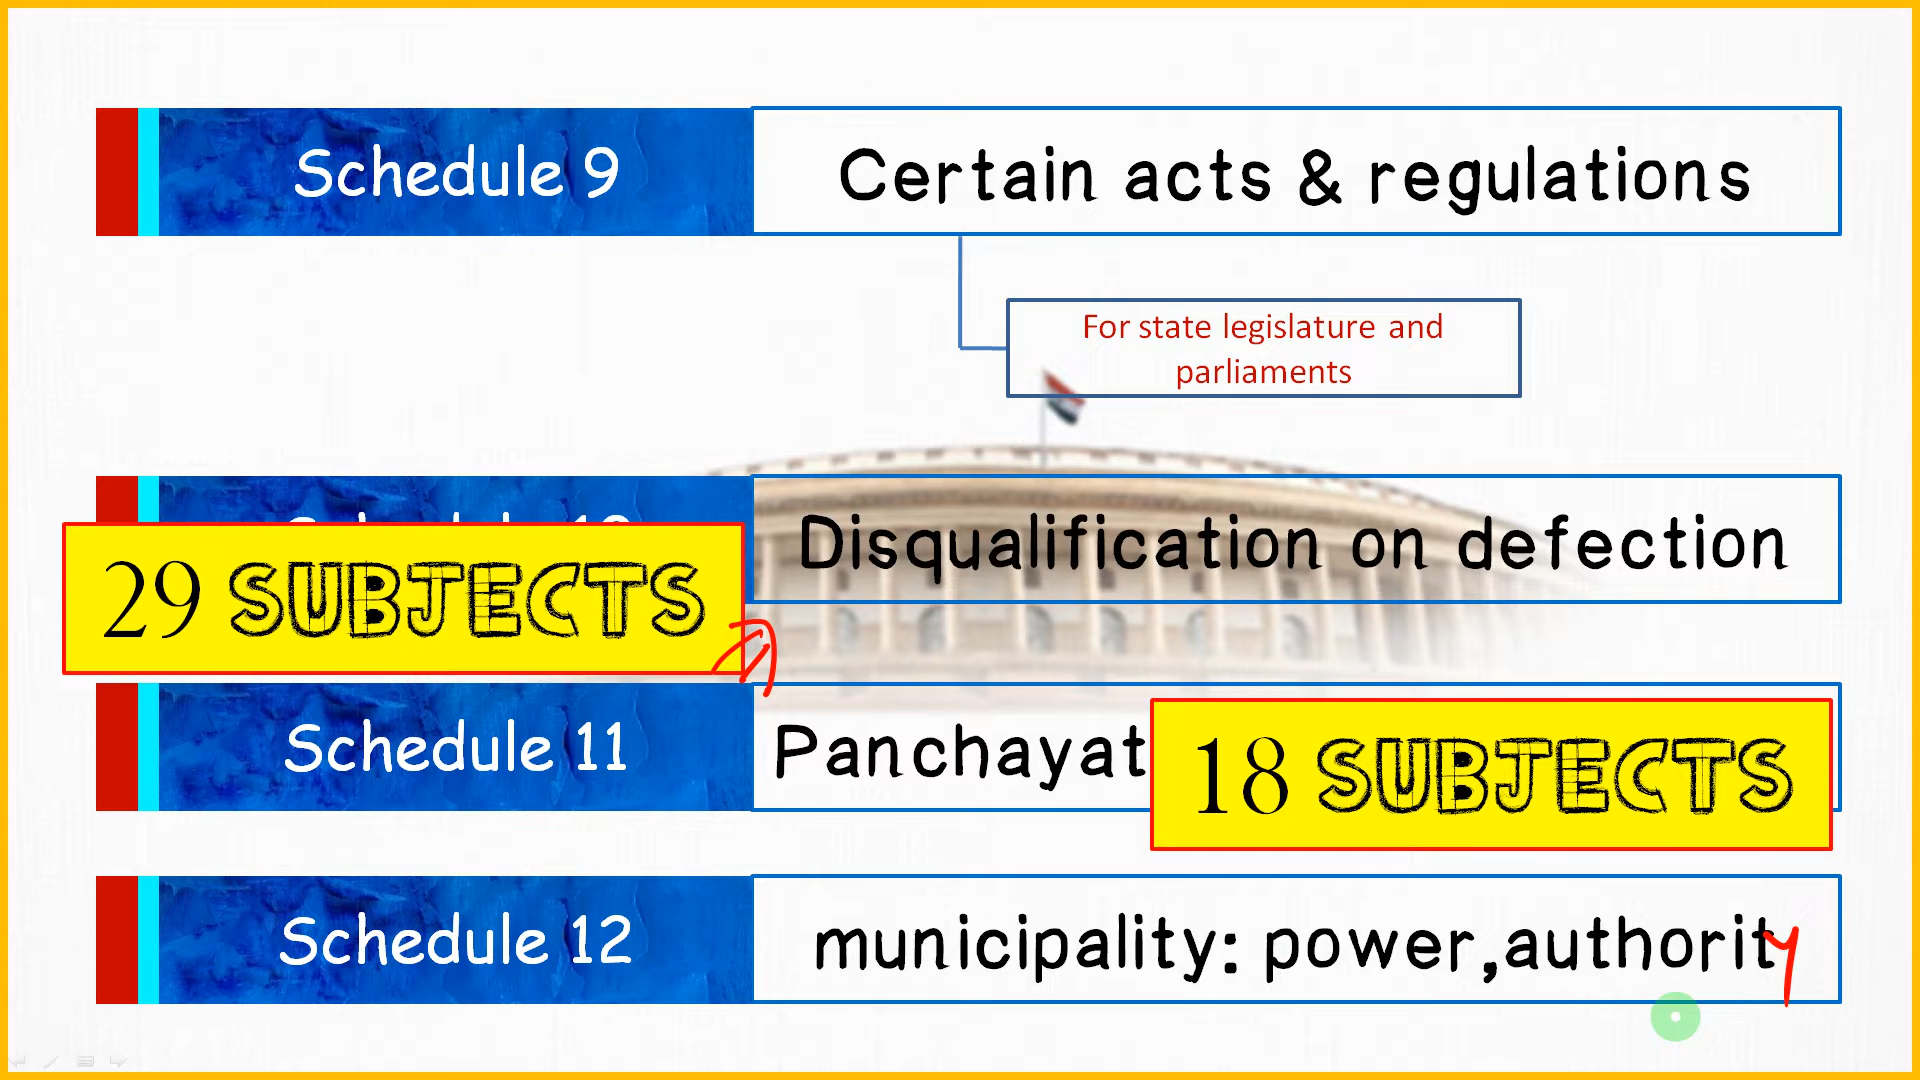 Schedule 9
Certain acts & regulations
For state legislature and
parliaments
Disqualification on defection
29 SUBJECTS
Schedule 11
Panchayat
18 SUBJECTS
Schedule 12
municipality: power,authority